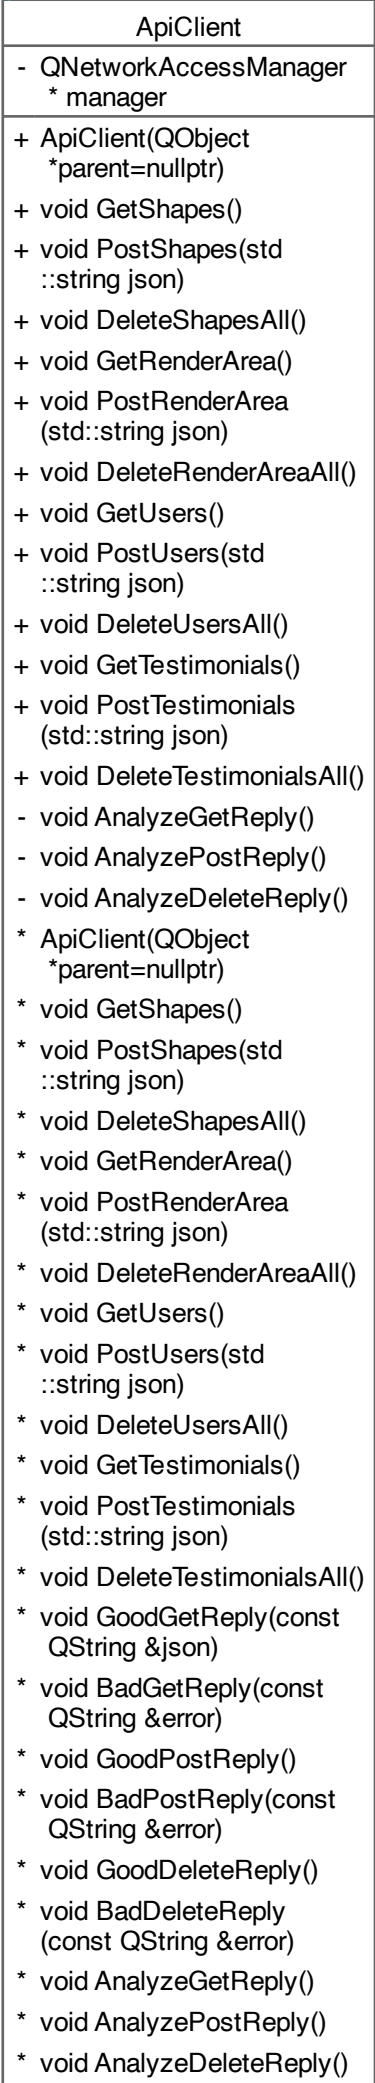 ApiClient
- QNetworkAccessManager
* manager
+ ApiClient(QObject
*parent=nullptr)
+ void GetShapes()
+ void PostShapes(std
::string json)
+ void DeleteShapesAll()
+ void GetRenderArea()
+ void PostRenderArea
(std::string json)
+ void DeleteRenderAreaAll()
+ void GetUsers()
+ void PostUsers(std
::string json)
+ void DeleteUsersAll()
+ void GetTestimonials()
+ void PostTestimonials
(std::string json)
+ void DeleteTestimonialsAll()
- void AnalyzeGetReply()
- void AnalyzePostReply()
- void AnalyzeDeleteReply()
* ApiClient(QObject
*parent=nullptr)
* void GetShapes()
* void PostShapes(std
::string json)
* void DeleteShapesAll()
* void GetRenderArea()
* void PostRenderArea
(std::string json)
* void DeleteRenderAreaAll()
* void GetUsers()
* void PostUsers(std
::string json)
* void DeleteUsersAll()
* void GetTestimonials()
* void PostTestimonials
(std::string json)
* void DeleteTestimonialsAll()
* void GoodGetReply(const
QString &json)
* void BadGetReply(const
QString &error)
* void GoodPostReply()
* void BadPostReply(const
QString &error)
* void GoodDeleteReply()
* void BadDeleteReply
(const QString &error)
* void AnalyzeGetReply()
* void AnalyzePostReply()
* void AnalyzeDeleteReply()